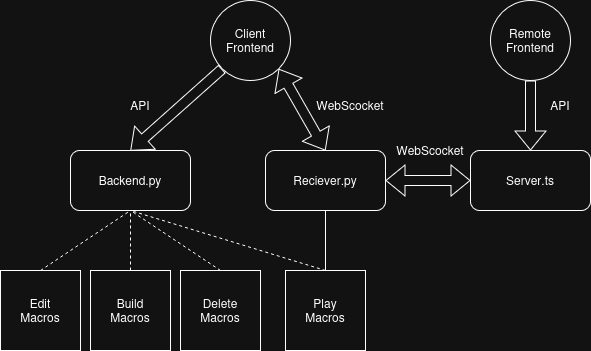 Client
Frontend
Remote
Frontend
API
WebScocket
API
WebScocket
Backend.py
Reciever.py
Server.ts
Edit
Macros
Build
Macros
Delete
Macros
Play
Macros